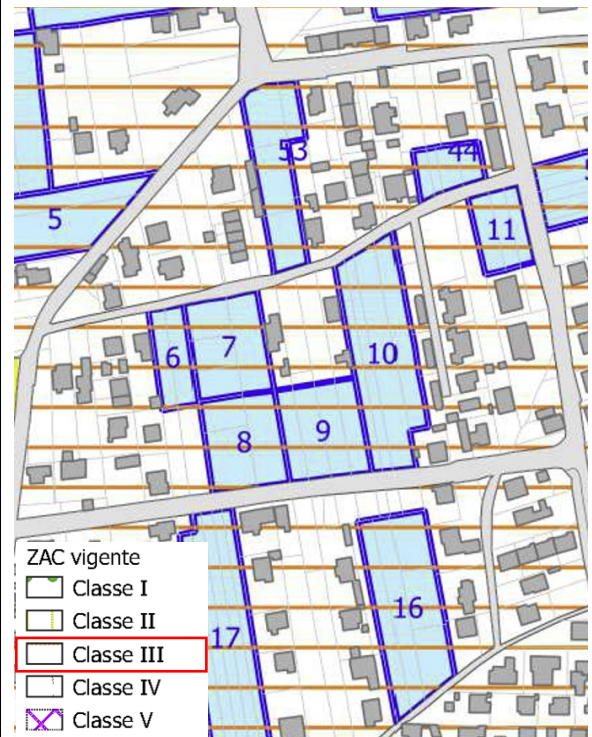 53
44
5
11
6
7
10
8
9
16
17
ZAC vigente
Classe I
Classe II
Classe III
Classe IV
Classe V